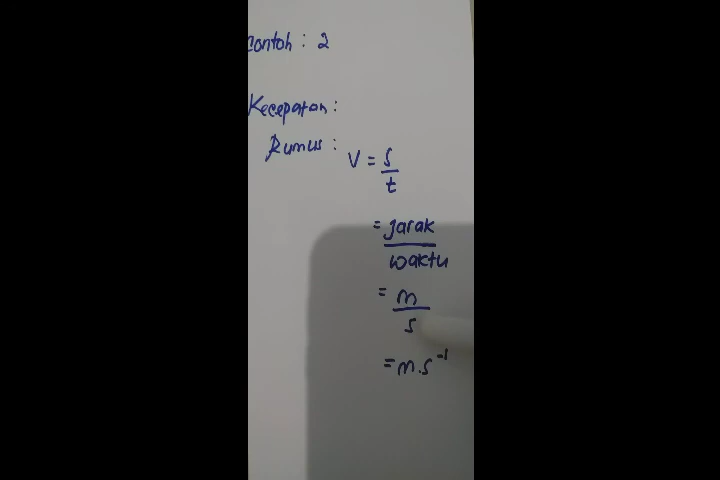 Contoh : 2
Kecepatan :
Rumus :
V = s/t
= Jarak/waktu
= m/s
= m.s⁻¹